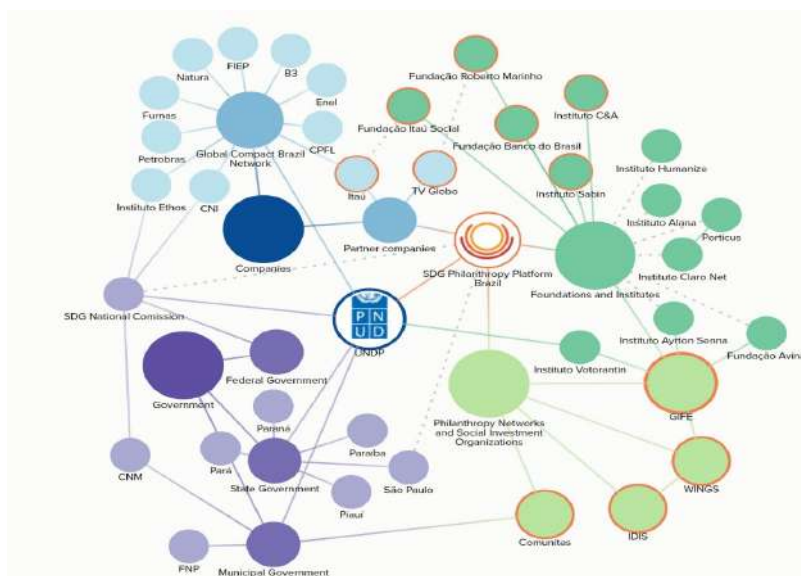 FIEP
Natura
B3
Enel
Furnas
CPFL
Petrobras
Global Compact Brazil
Network
Instituto Ethos
CNI
Itaú
TV Globo
Companies
Partner companies
Fundação Roberto Marinho
Fundação Itaú Social
Fundação Banco do Brasil
Instituto C&A
Instituto Sabin
Instituto Humanize
Instituto Alana
Porticus
Instituto Claro Net
SDG Philanthropy Platform
Brazil
Foundations and Institutes
SDG National Comission
P N
U D
UNDP
Federal Government
Government
Instituto Votorantin
Instituto Ayrton Senna
Fundação Avina
GIFE
Philanthropy Networks
and Social Investment
Organizations
Paraná
Paraíba
CNM
Pará
State Government
São Paulo
Piauí
WINGS
IDIS
Comunitas
FNP
Municipal Government